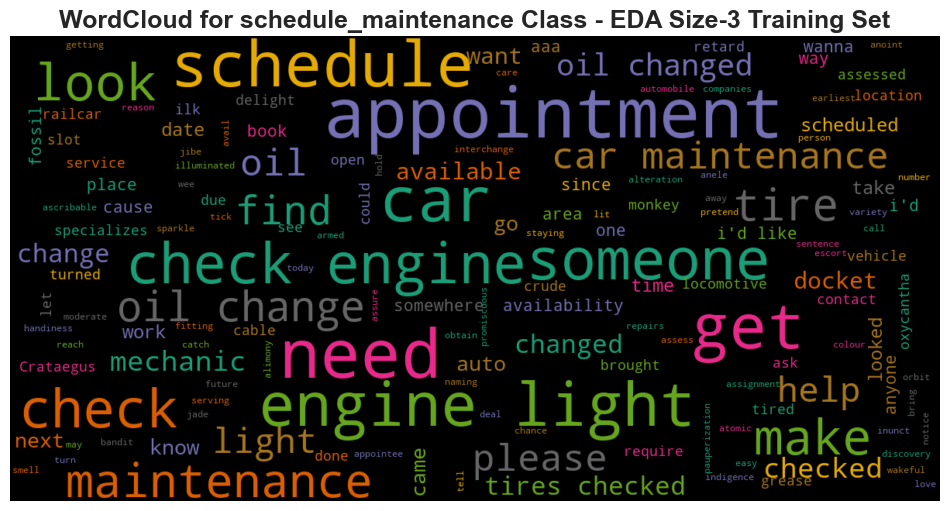 WordCloud for schedule_maintenance Class - EDA Size-3 Training Set
getting
schedule
want
aaa
retard
wanna
anoint
look
care
oil changed
way
assessed
reason
ilk
delight
appointment
automobile
companies
earliest
location
railcar
fossil
slot
date
avail
book
person
scheduled
jibe
interchange
car maintenance
service
illuminated
oil
open
hold
available
place
wee
since
alteration
anele
number
ascribable
cause
due
find
could
car
tire
take
i'd
tick
see
go
area
one
monkey
away
pretend
variety
call
specializes
sparkle
armed
staying
lit
i'd like
sentence
escort
change
turned
check engine
today
someone
vehicle
let
moderate
oil change
assure
somewhere
crude
availability
time
locomotive
docket
contact
oxycantha
handiness
work
fitting
cable
need
promiscuous
obtain
repairs
get
colour
reach
catch
changed
assess
looked
Crataegus
mechanic
alimony
auto
brought
ask
anyone
future
naming
assignment
help
orbit
bring
check
serving
jade
engine light
deal
chance
tired
notice
next
bandit
know
light
appointee
pauperization
atomic
make
inunct
may
done
came
please
require
discovery
turn
smell
maintenance
tell
tires checked
easy
indigence
checked
grease
wakeful
love